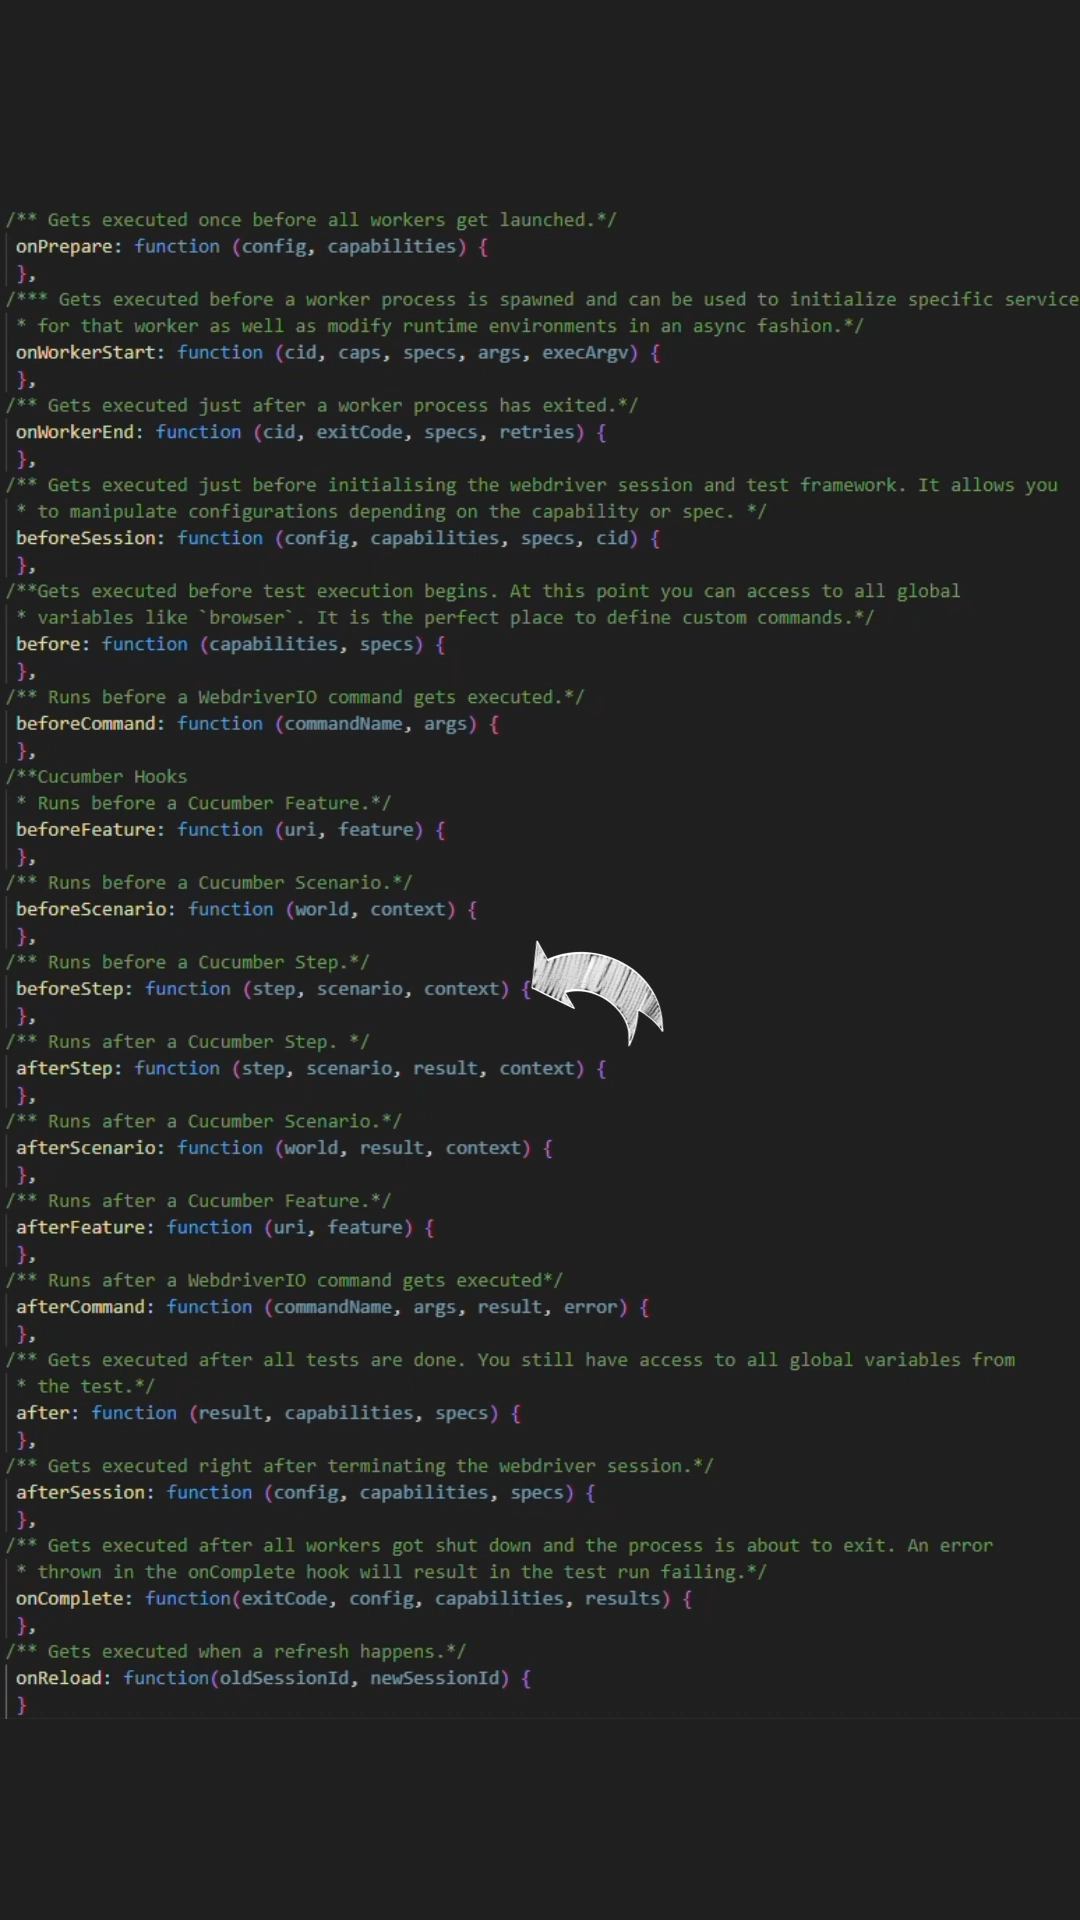 /** Gets executed once before all workers get launched.*/
onPrepare: function (config, capabilities) {
},
/*** Gets executed before a worker process is spawned and can be used to initialize specific service
* for that worker as well as modify runtime environments in an async fashion.*/
onWorkerStart: function (cid, caps, specs, args, execArgv) {
},
/** Gets executed just after a worker process has exited.*/
onWorkerEnd: function (cid, exitCode, specs, retries) {
},
/** Gets executed just before initialising the webdriver session and test framework. It allows you
* to manipulate configurations depending on the capability or spec. */
beforeSession: function (config, capabilities, specs, cid) {
},
/**Gets executed before test execution begins. At this point you can access to all global
* variables like `browser`. It is the perfect place to define custom commands.*/
before: function (capabilities, specs) {
},
/** Runs before a WebdriverIO command gets executed.*/
beforeCommand: function (commandName, args) {
},
/**Cucumber Hooks
* Runs before a Cucumber Feature.*/
beforeFeature: function (uri, feature) {
},
/** Runs before a Cucumber Scenario.*/
beforeScenario: function (world, context) {
},
/** Runs before a Cucumber Step.*/
beforeStep: function (step, scenario, context) {
},
/** Runs after a Cucumber Step. */
afterStep: function (step, scenario, result, context) {
},
/** Runs after a Cucumber Scenario.*/
afterScenario: function (world, result, context) {
},
/** Runs after a Cucumber Feature.*/
afterFeature: function (uri, feature) {
},
/** Runs after a WebdriverIO command gets executed*/
afterCommand: function (commandName, args, result, error) {
},
/** Gets executed after all tests are done. You still have access to all global variables from
* the test.*/
after: function (result, capabilities, specs) {
},
/** Gets executed right after terminating the webdriver session.*/
afterSession: function (config, capabilities, specs) {
},
/** Gets executed after all workers got shut down and the process is about to exit. An error
* thrown in the onComplete hook will result in the test run failing.*/
onComplete: function(exitCode, config, capabilities, results) {
},
/** Gets executed when a refresh happens.*/
onReload: function(oldSessionId, newSessionId) {
}